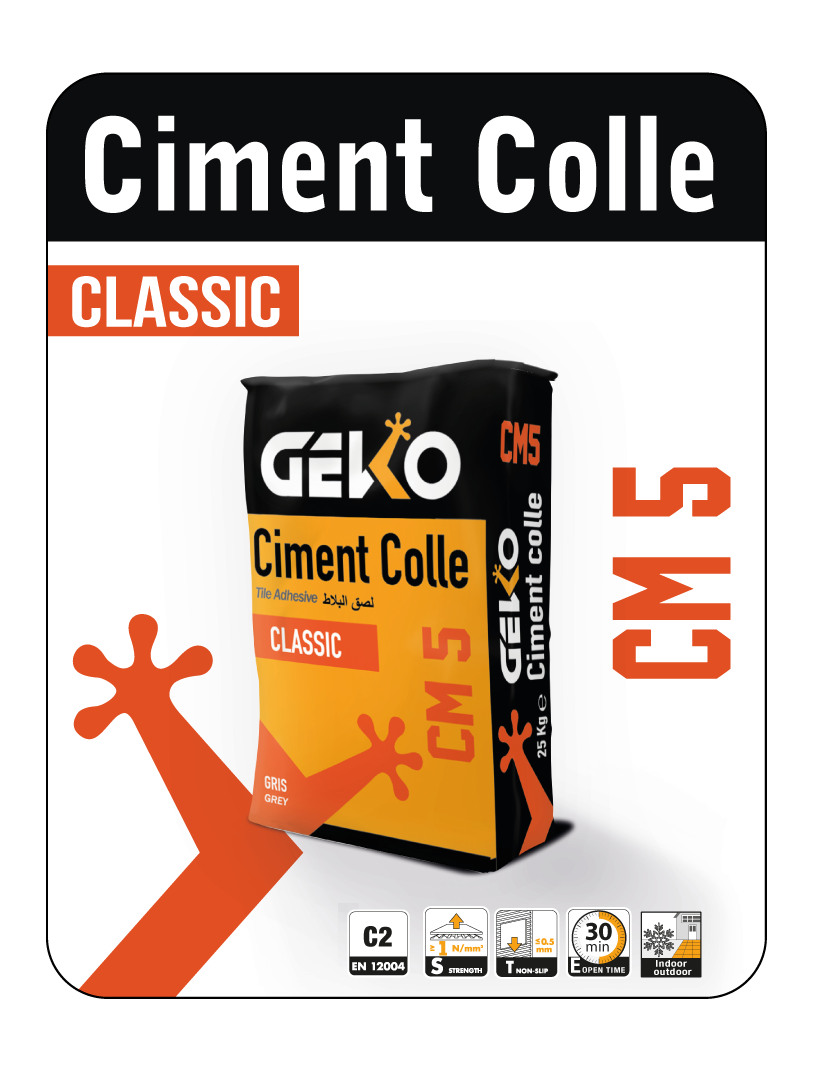 Ciment Colle
CLASSIC
GEKO
Ciment Colle
Tile Adhesive لصق البلاط
CLASSIC
CM 5
GRIS
GREY
CM5
GEKO
Ciment colle
25 Kg ℮
CM 5
C2
EN 12004
≥ 1 N/mm²
S STRENGTH
≤0.5
mm
T NON-SLIP
30
min
E OPEN TIME
Indoor
outdoor